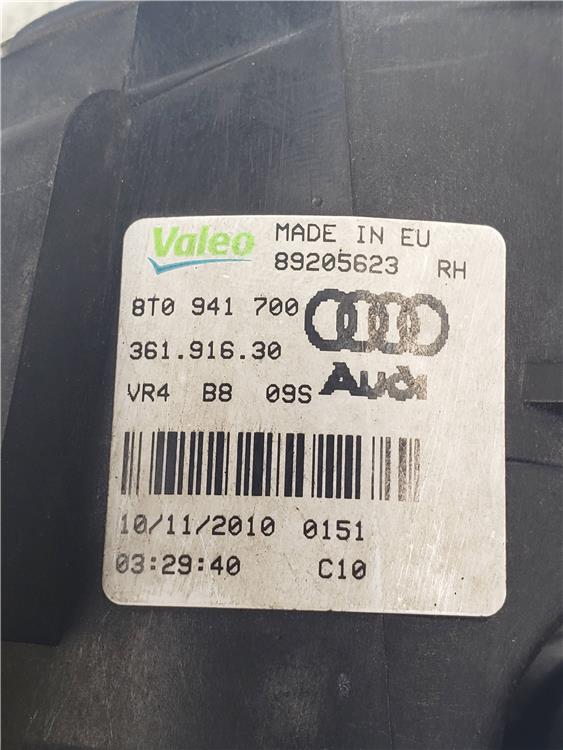 Valeo MADE IN EU
89205623 RH
8T0 941 700
361.916.30
VR4 B8 09S Audi
10/11/2010 0151
03:29:40 C10